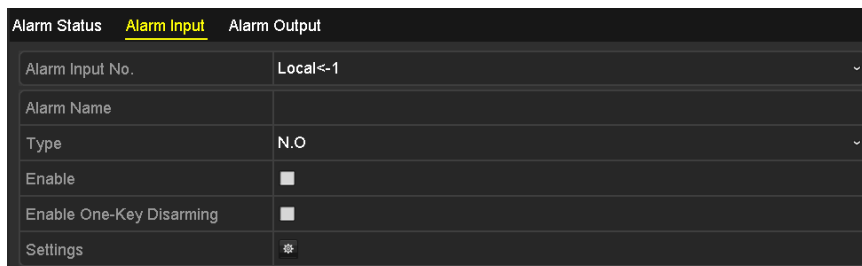 Alarm Status Alarm Input Alarm Output
Alarm Input No. Local<-1
Alarm Name
Type N.O
Enable
Enable One-Key Disarming
Settings